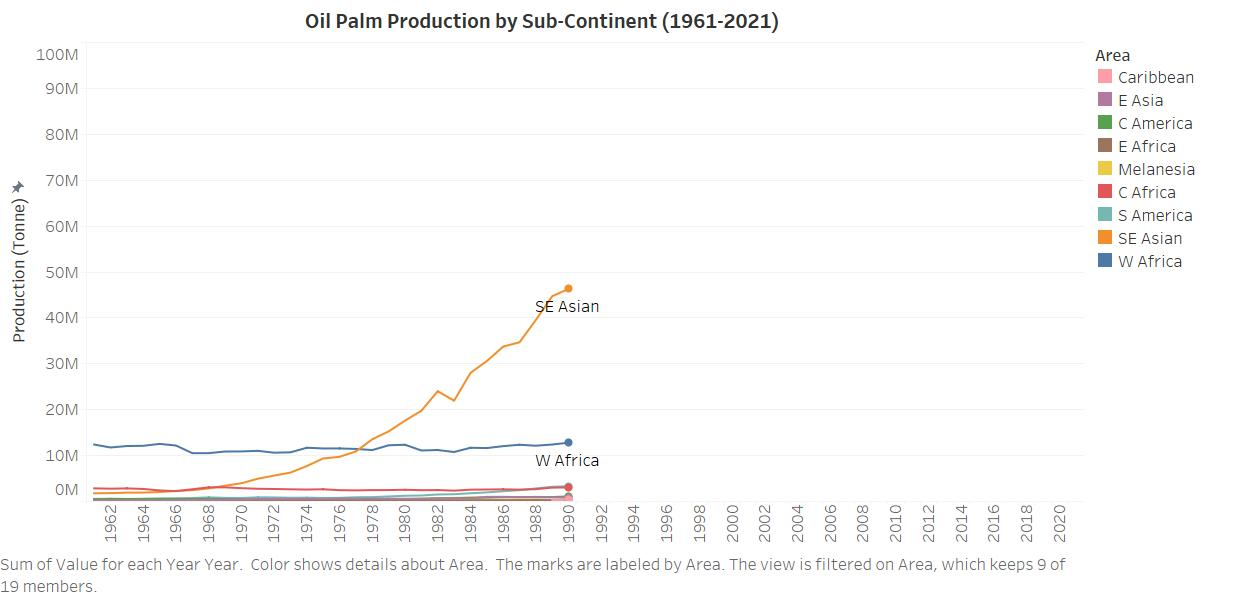 Oil Palm Production by Sub-Continent (1961-2021)
Area
Caribbean
E Asia
C America
E Africa
Melanesia
C Africa
S America
SE Asian
W Africa
Production (Tonne)
100M
90M
80M
70M
60M
50M
40M
30M
20M
10M
0M
SE Asian
W Africa
1962 1964 1966 1968 1970 1972 1974 1976 1978 1980 1982 1984 1986 1988 1990 1992 1994 1996 1998 2000 2002 2004 2006 2008 2010 2012 2014 2016 2018 2020
Sum of Value for each Year Year. Color shows details about Area. The marks are labeled by Area. The view is filtered on Area, which keeps 9 of
19 members.